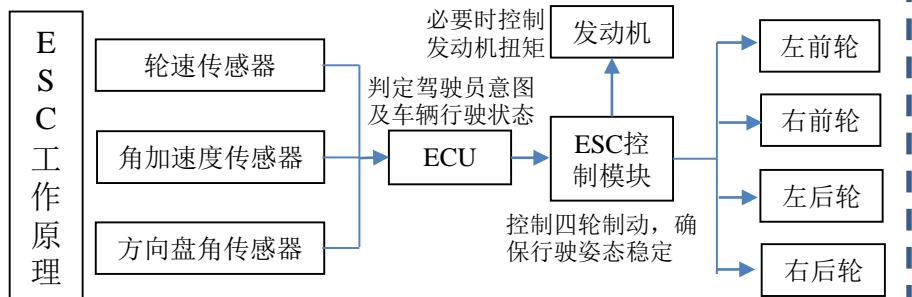 E
S
C
工
作
原
理
轮速传感器
角加速度传感器
方向盘角传感器
判定驾驶员意图
及车辆行驶状态
ECU
必要时控制
发动机扭矩
发动机
ESC控
制模块
控制四轮制动，确
保行驶姿态稳定
左前轮
右前轮
左后轮
右后轮